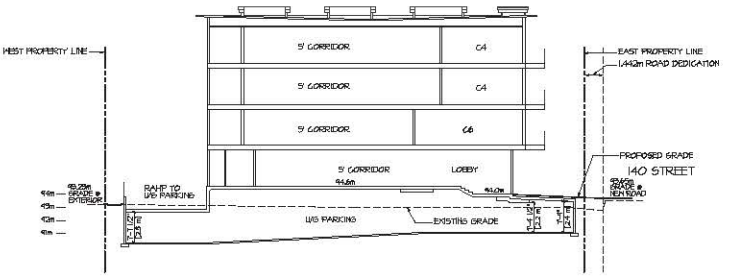 WEST PROPERTY LINE
5' CORRIDOR
C4
EAST PROPERTY LINE
1.442m ROAD DEDICATION
5' CORRIDOR
C4
5' CORRIDOR
C6
5' CORRIDOR
LOBBY
44.6m
PROPOSED GRADE
140 STREET
GRADE @
EXTERIOR
44m
43m
42m
41m
RAMP TO
U/G PARKING
44.0m
GRADE @
NEW ROAD
U/G PARKING
EXISTING GRADE